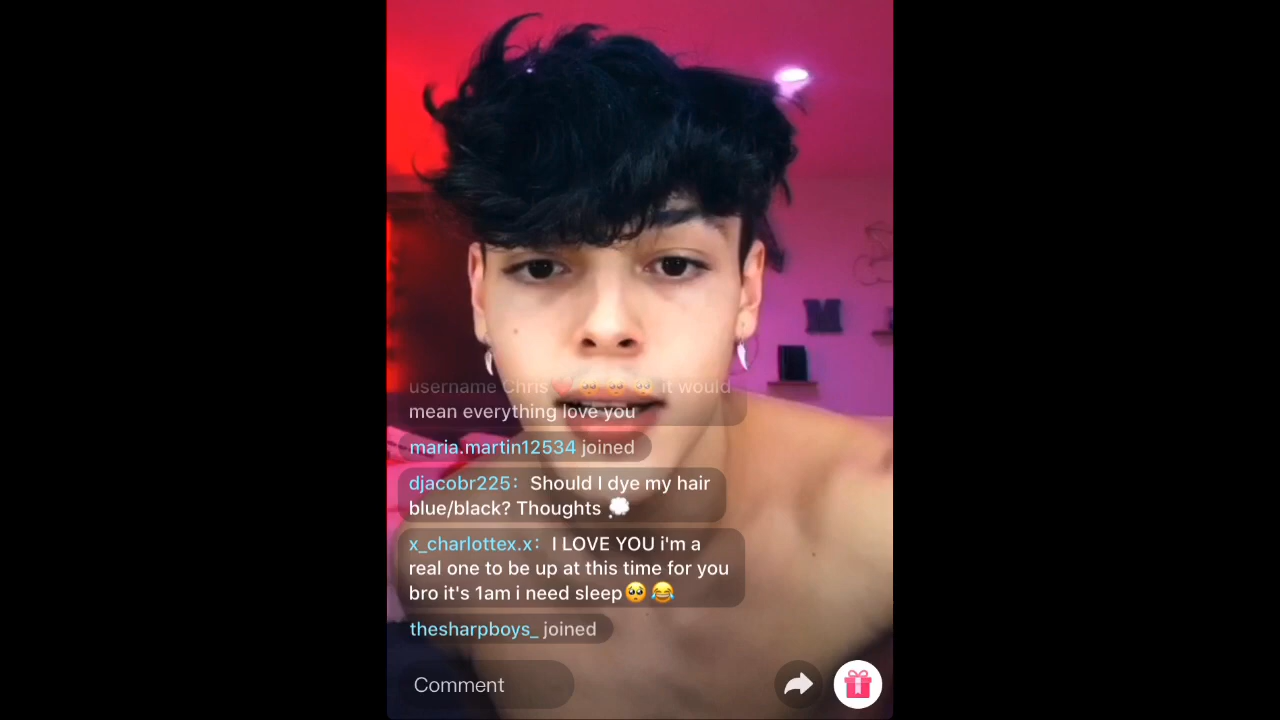 M
username Chris ❤️🥺🥺🥺 it would
mean everything love you
maria.martin12534 joined
djacobr225: Should I dye my hair
blue/black? Thoughts 💭
x_charlottex.x: I LOVE YOU i'm a
real one to be up at this time for you
bro it's 1am i need sleep🥺😂
thesharpboys_ joined
Comment